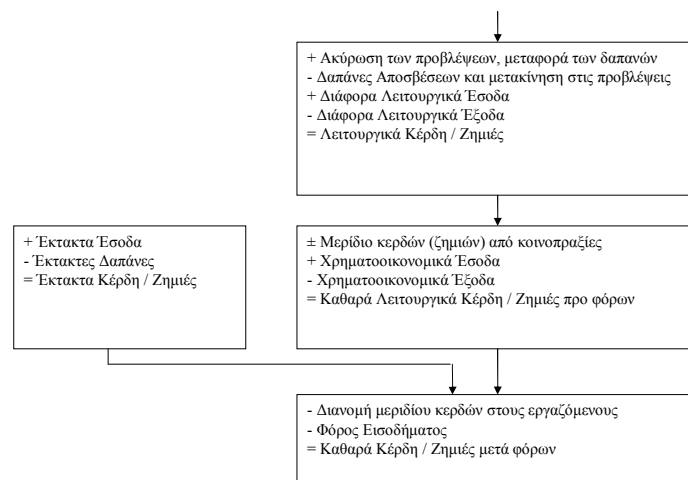 + Ακύρωση των προβλέψεων, μεταφορά των δαπανών
- Δαπάνες Αποσβέσεων και μετακίνηση στις προβλέψεις
+ Διάφορα Λειτουργικά Έσοδα
- Διάφορα Λειτουργικά Έξοδα
= Λειτουργικά Κέρδη / Ζημιές
+ Έκτακτα Έσοδα
- Έκτακτες Δαπάνες
= Έκτακτα Κέρδη / Ζημιές
± Μερίδιο κερδών (ζημιών) από κοινοπραξίες
+ Χρηματοοικονομικά Έσοδα
- Χρηματοοικονομικά Έξοδα
= Καθαρά Λειτουργικά Κέρδη / Ζημιές προ φόρων
- Διανομή μεριδίου κερδών στους εργαζόμενους
- Φόρος Εισοδήματος
= Καθαρά Κέρδη / Ζημιές μετά φόρων